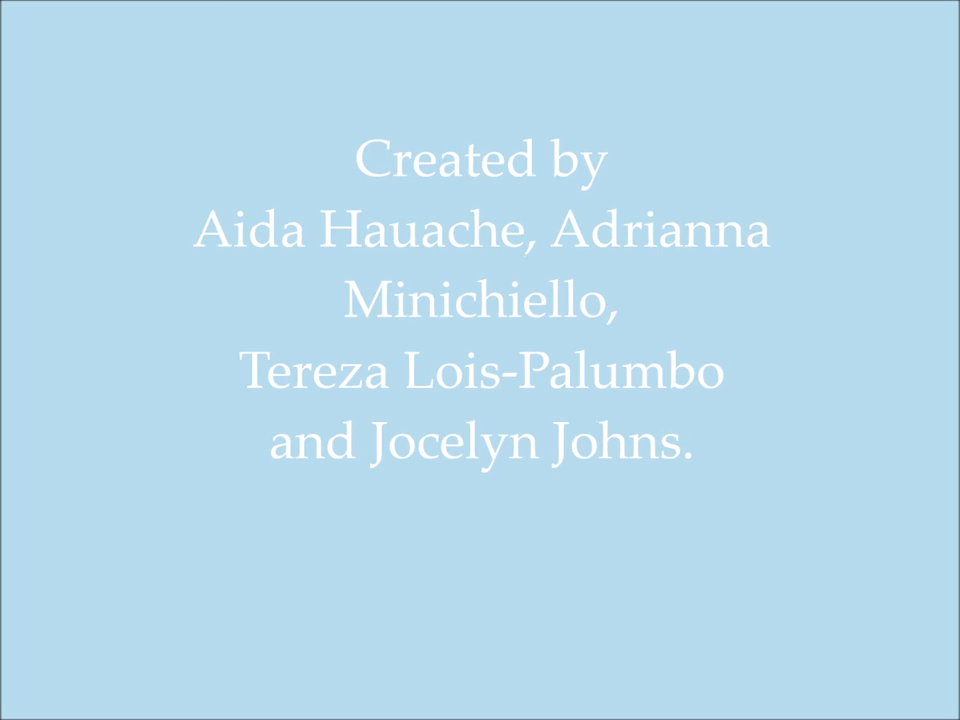 Created by
Aida Hauache, Adrianna
Minichiello,
Tereza Lois-Palumbo
and Jocelyn Johns.